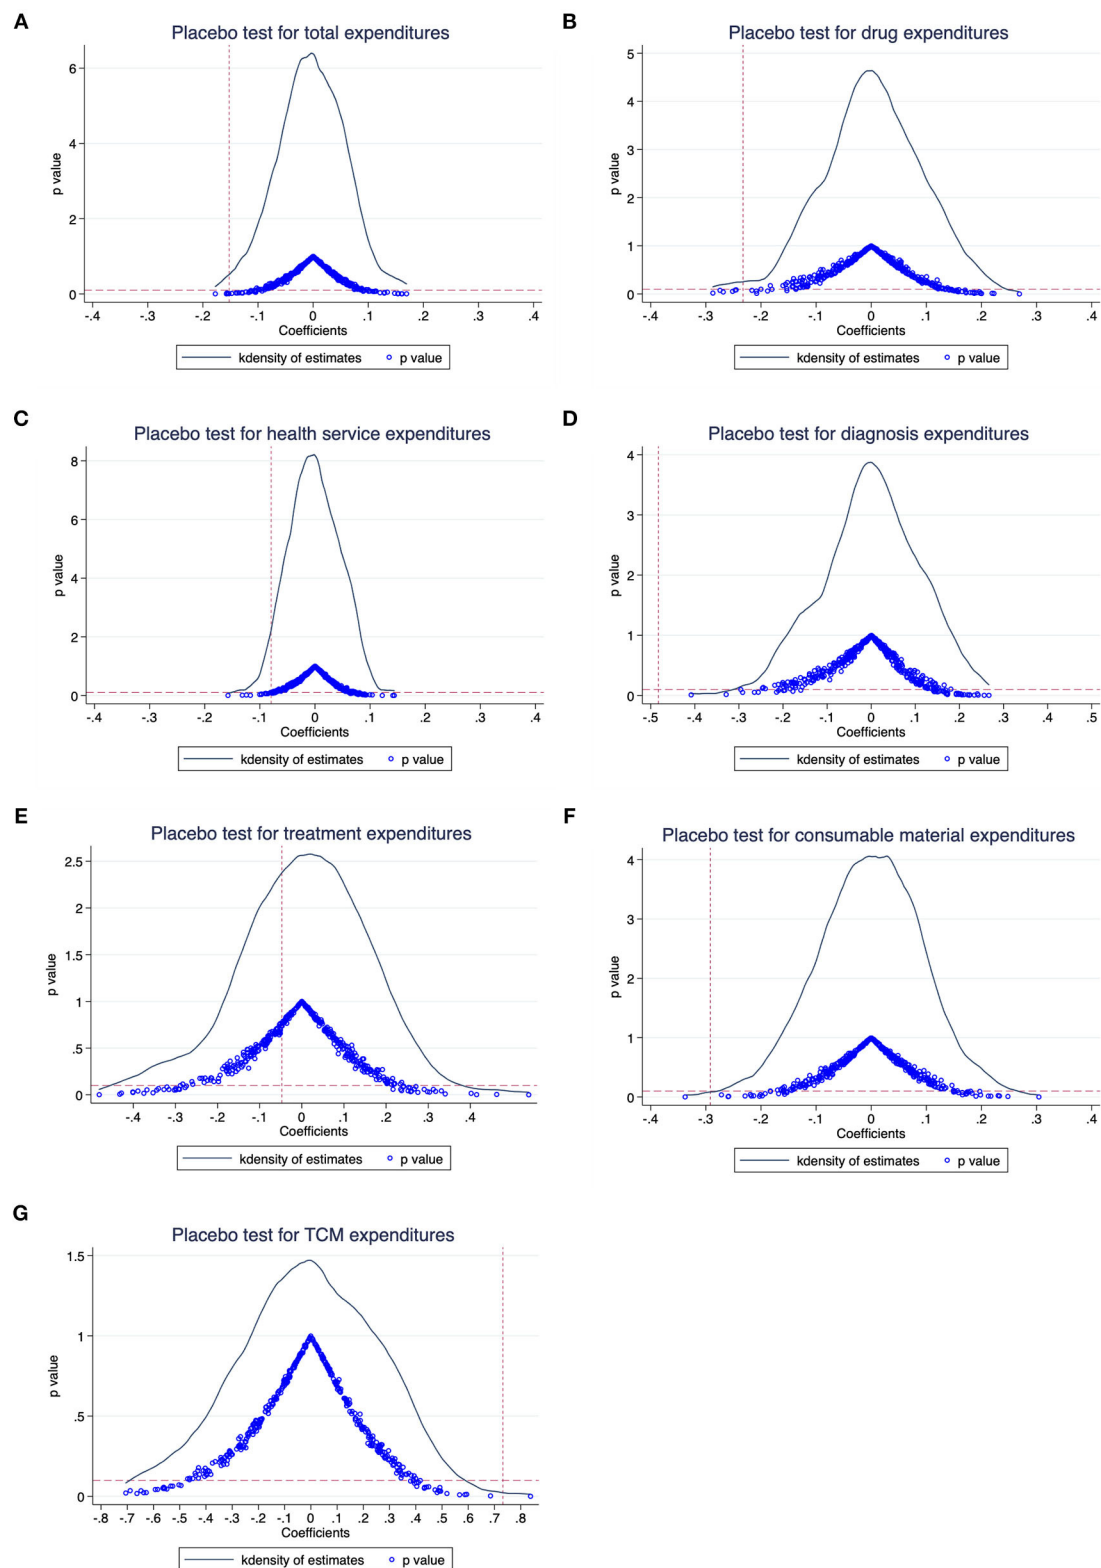 A
Placebo test for total expenditures
p value
6
4
2
0
-.4 -.3 -.2 -.1 0 .1 .2 .3 .4
Coefficients
kdensity of estimates p value
B
Placebo test for drug expenditures
p value
5
4
3
2
1
0
-.4 -.3 -.2 -.1 0 .1 .2 .3 .4
Coefficients
kdensity of estimates p value
C
Placebo test for health service expenditures
p value
8
6
4
2
0
-.4 -.3 -.2 -.1 0 .1 .2 .3 .4
Coefficients
kdensity of estimates p value
D
Placebo test for diagnosis expenditures
p value
4
3
2
1
0
-.5 -.4 -.3 -.2 -.1 0 .1 .2 .3 .4 .5
Coefficients
kdensity of estimates p value
E
Placebo test for treatment expenditures
p value
2.5
2
1.5
1
.5
0
-.4 -.3 -.2 -.1 0 .1 .2 .3 .4
Coefficients
kdensity of estimates p value
F
Placebo test for consumable material expenditures
p value
4
3
2
1
0
-.4 -.3 -.2 -.1 0 .1 .2 .3 .4
Coefficients
kdensity of estimates p value
G
Placebo test for TCM expenditures
p value
1.5
1
.5
0
-.8 -.7 -.6 -.5 -.4 -.3 -.2 -.1 0 .1 .2 .3 .4 .5 .6 .7 .8
Coefficients
kdensity of estimates p value